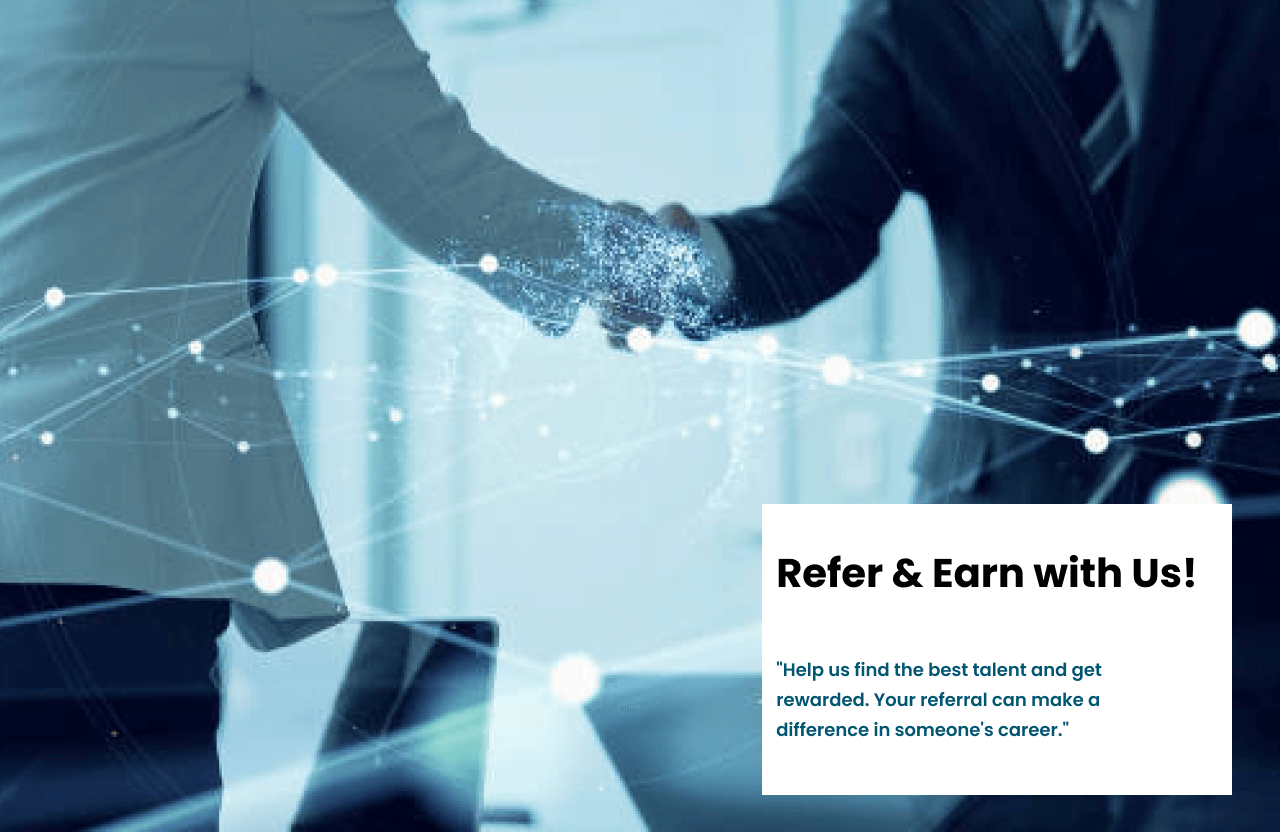 Refer & Earn with Us!
"Help us find the best talent and get
rewarded. Your referral can make a
difference in someone's career."